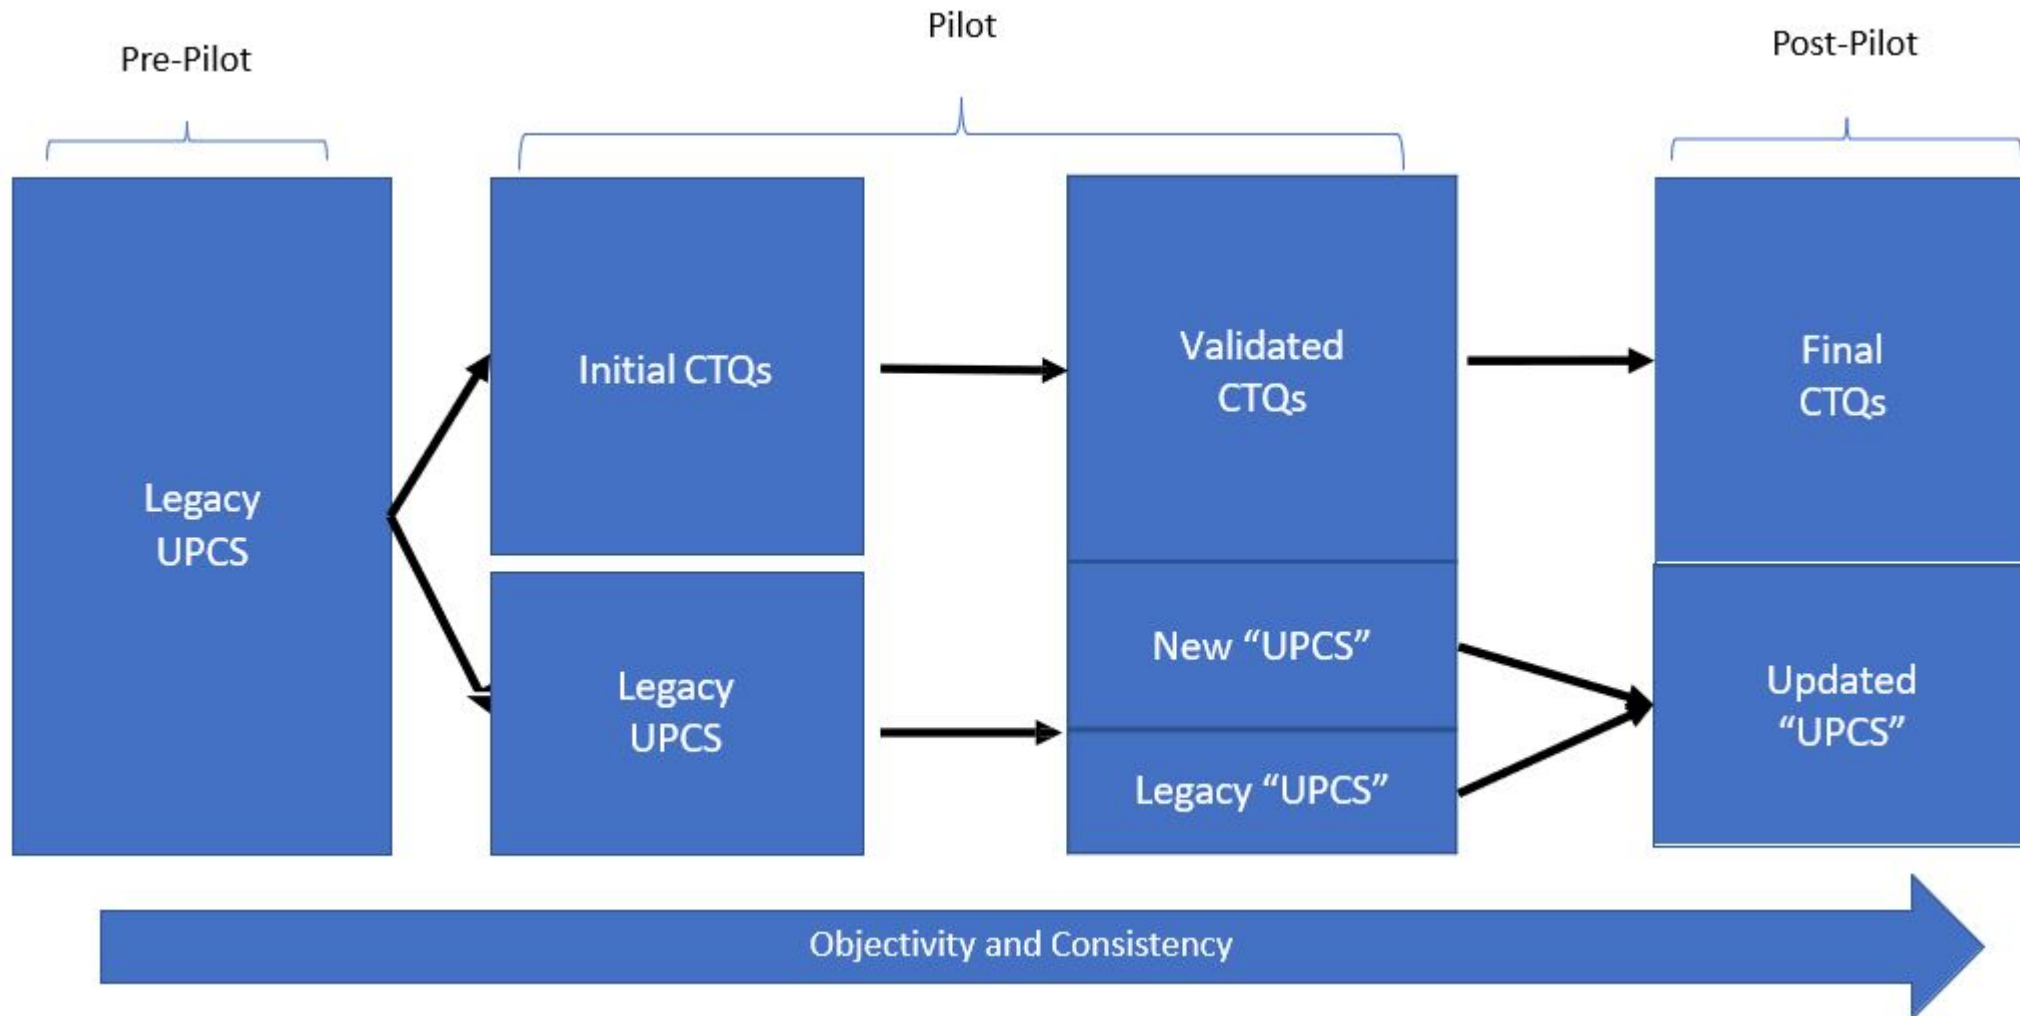 Pre-Pilot
Pilot
Post-Pilot
Legacy
UPCS
Initial CTQs
Legacy
UPCS
Validated
CTQs
New “UPCS”
Legacy “UPCS”
Final
CTQs
Updated
“UPCS”
Objectivity and Consistency